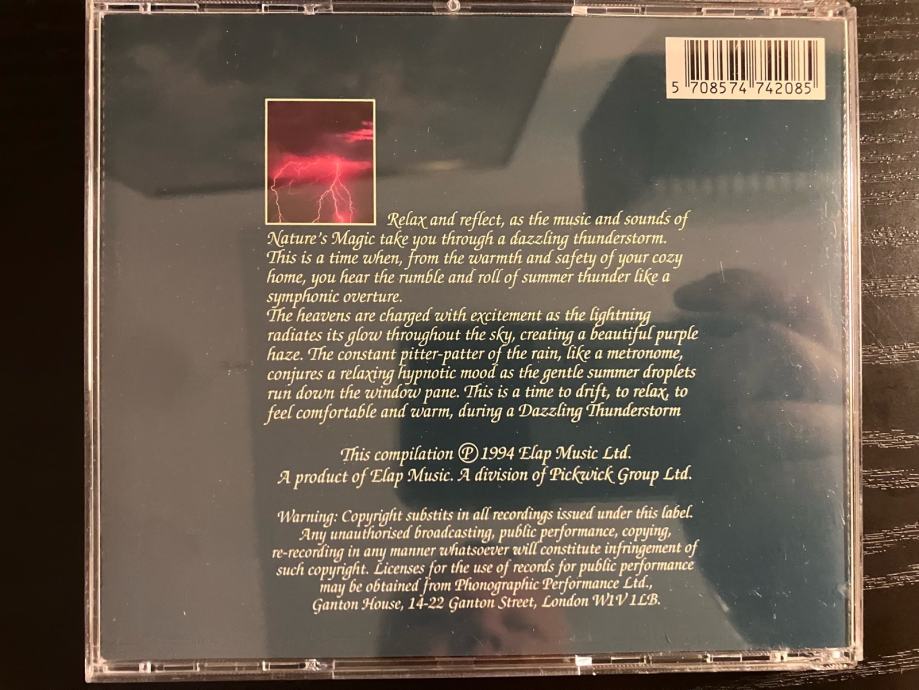 5 708574 742085
Relax and reflect, as the music and sounds of
Nature's Magic take you through a dazzling thunderstorm.
This is a time when, from the warmth and safety of your cozy
home, you hear the rumble and roll of summer thunder like a
symphonic overture.
The heavens are charged with excitement as the lightning
radiates its glow throughout the sky, creating a beautiful purple
haze. The constant pitter-patter of the rain, like a metronome,
conjures a relaxing hypnotic mood as the gentle summer droplets
run down the window pane. This is a time to drift, to relax, to
feel comfortable and warm, during a Dazzling Thunderstorm
This compilation ℗ 1994 Elap Music Ltd.
A product of Elap Music. A division of Pickwick Group Ltd.
Warning: Copyright substits in all recordings issued under this label.
Any unauthorised broadcasting, public performance, copying,
re-recording in any manner whatsoever will constitute infringement of
such copyright. Licenses for the use of records for public performance
may be obtained from Phonographic Performance Ltd.,
Ganton House, 14-22 Ganton Street, London W1V 1LB.